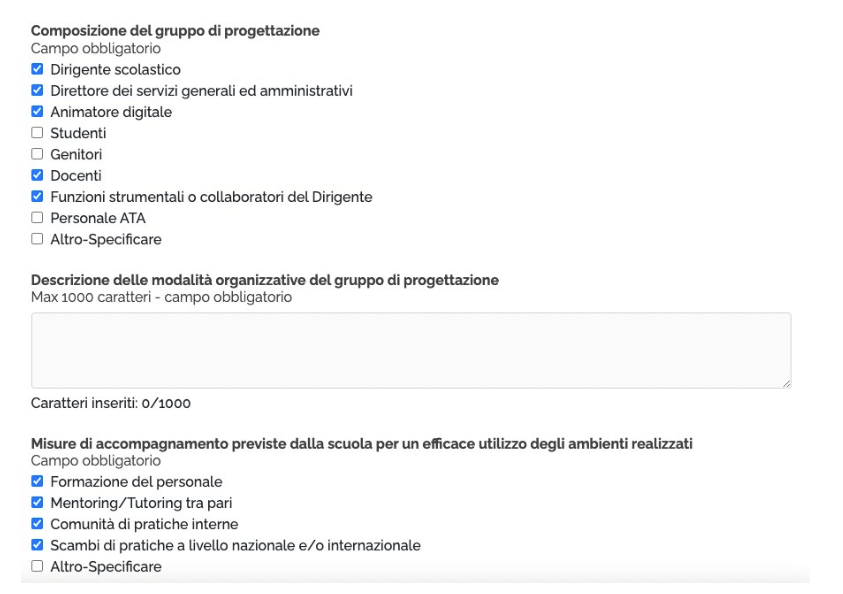 Composizione del gruppo di progettazione
Campo obbligatorio
Dirigente scolastico
Direttore dei servizi generali ed amministrativi
Animatore digitale
Studenti
Genitori
Docenti
Funzioni strumentali o collaboratori del Dirigente
Personale ATA
Altro-Specificare
Descrizione delle modalità organizzative del gruppo di progettazione
Max 1000 caratteri - campo obbligatorio
Caratteri inseriti: 0/1000
Misure di accompagnamento previste dalla scuola per un efficace utilizzo degli ambienti realizzati
Campo obbligatorio
Formazione del personale
Mentoring/Tutoring tra pari
Comunità di pratiche interne
Scambi di pratiche a livello nazionale e/o internazionale
Altro-Specificare